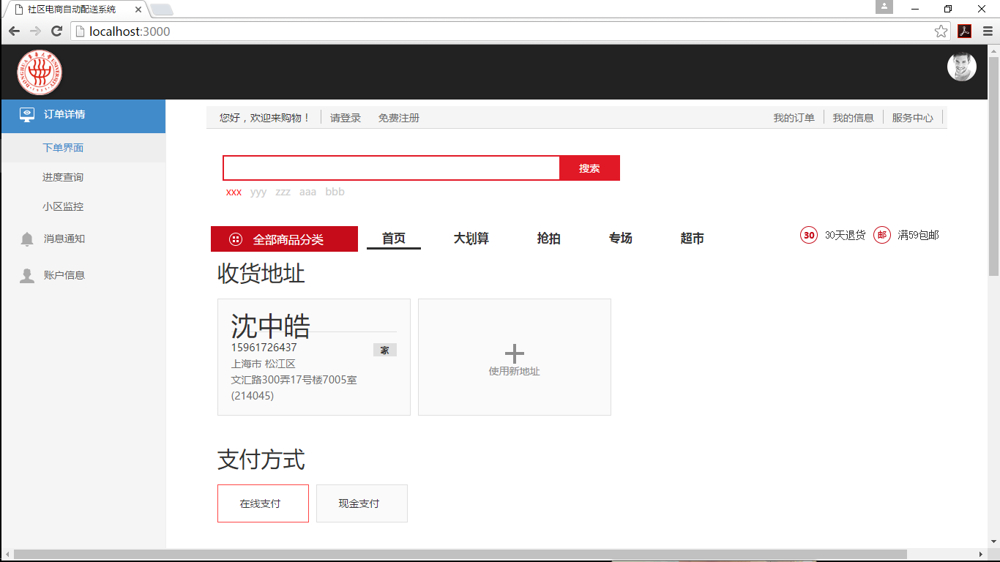 社区电商自动配送系统
localhost:3000
东华大学 DONGHUA UNIVERSITY
1951
订单详情
下单界面
进度查询
小区监控
消息通知
账户信息
您好，欢迎来购物！ 请登录 免费注册 我的订单 我的信息 服务中心
搜索
xxx yyy zzz aaa bbb
全部商品分类 首页 大划算 抢拍 专场 超市 30 30天退货 邮 满59包邮
收货地址
沈中皓
15961726437 家
上海市 松江区
文汇路300弄17号楼7005室
(214045)
使用新地址
支付方式
在线支付 现金支付